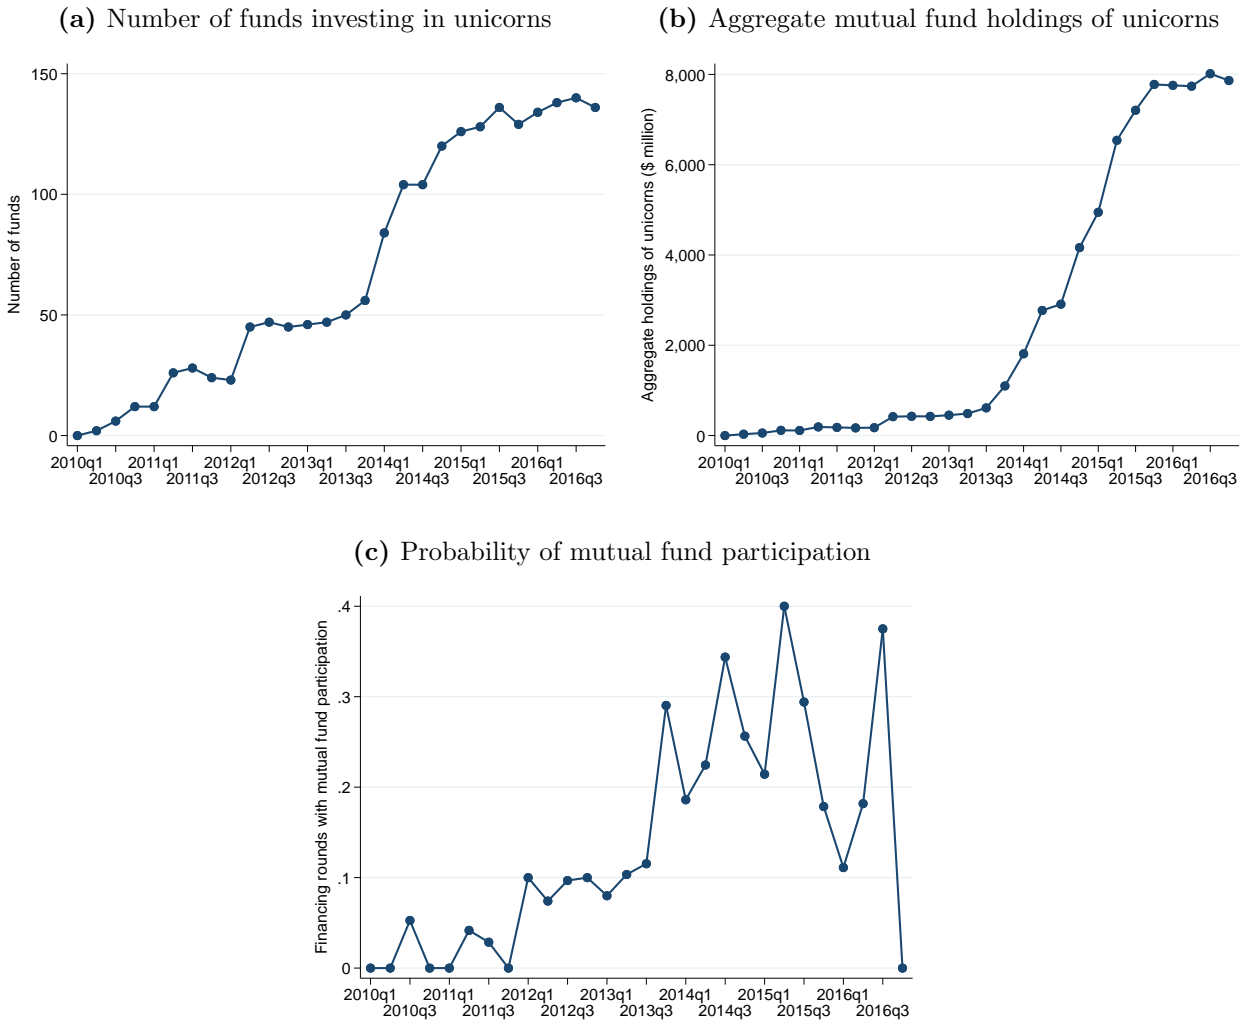 (a) Number of funds investing in unicorns
150
100
50
0
Number of funds
2010q1 2011q1 2012q1 2013q1 2014q1 2015q1 2016q1
2010q3 2011q3 2012q3 2013q3 2014q3 2015q3 2016q3
(b) Aggregate mutual fund holdings of unicorns
8,000
6,000
4,000
2,000
0
Aggregate holdings of unicorns ($ million)
2010q1 2011q1 2012q1 2013q1 2014q1 2015q1 2016q1
2010q3 2011q3 2012q3 2013q3 2014q3 2015q3 2016q3
(c) Probability of mutual fund participation
.4
.3
.2
.1
0
Financing rounds with mutual fund participation
2010q1 2011q1 2012q1 2013q1 2014q1 2015q1 2016q1
2010q3 2011q3 2012q3 2013q3 2014q3 2015q3 2016q3